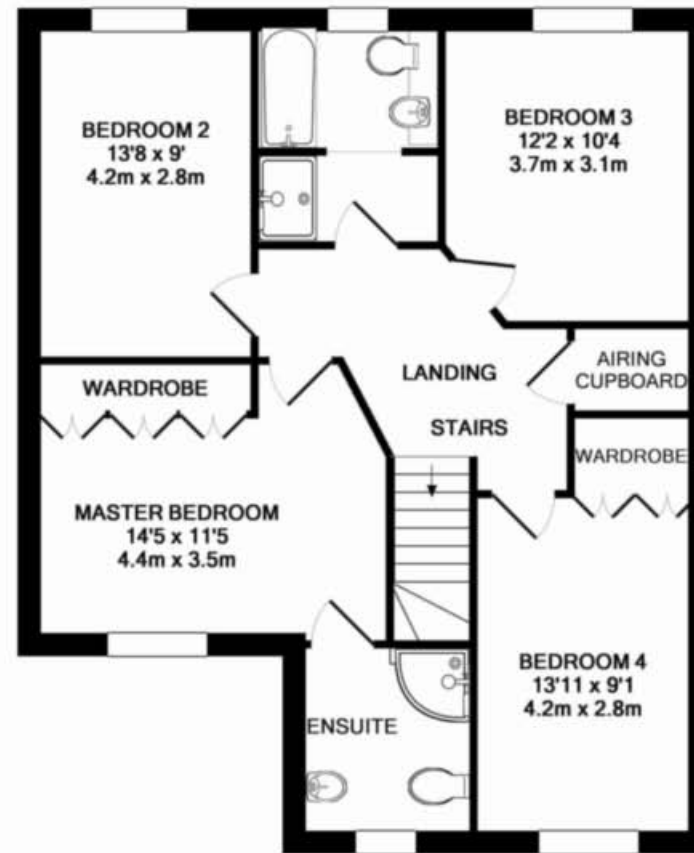 BEDROOM 2
13'8 x 9'
4.2m x 2.8m
BEDROOM 3
12'2 x 10'4
3.7m x 3.1m
LANDING
STAIRS
AIRING
CUPBOARD
WARDROBE
WARDROBE
MASTER BEDROOM
14'5 x 11'5
4.4m x 3.5m
ENSUITE
BEDROOM 4
13'11 x 9'1
4.2m x 2.8m